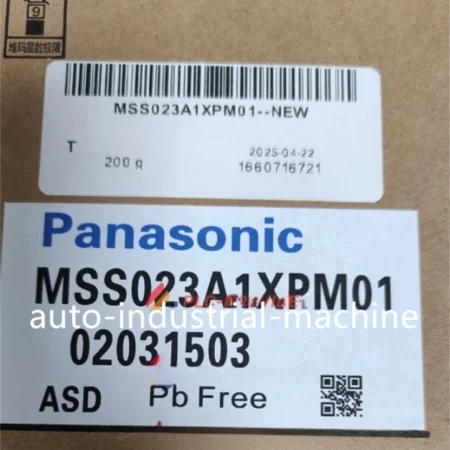 9
堆码层数极限
MSS023A1XPM01--NEW
T
200 g
2025-04-22
1660716721
Panasonic
MSS023A1XPM01
auto-industrial-machine
02031503
ASD Pb Free